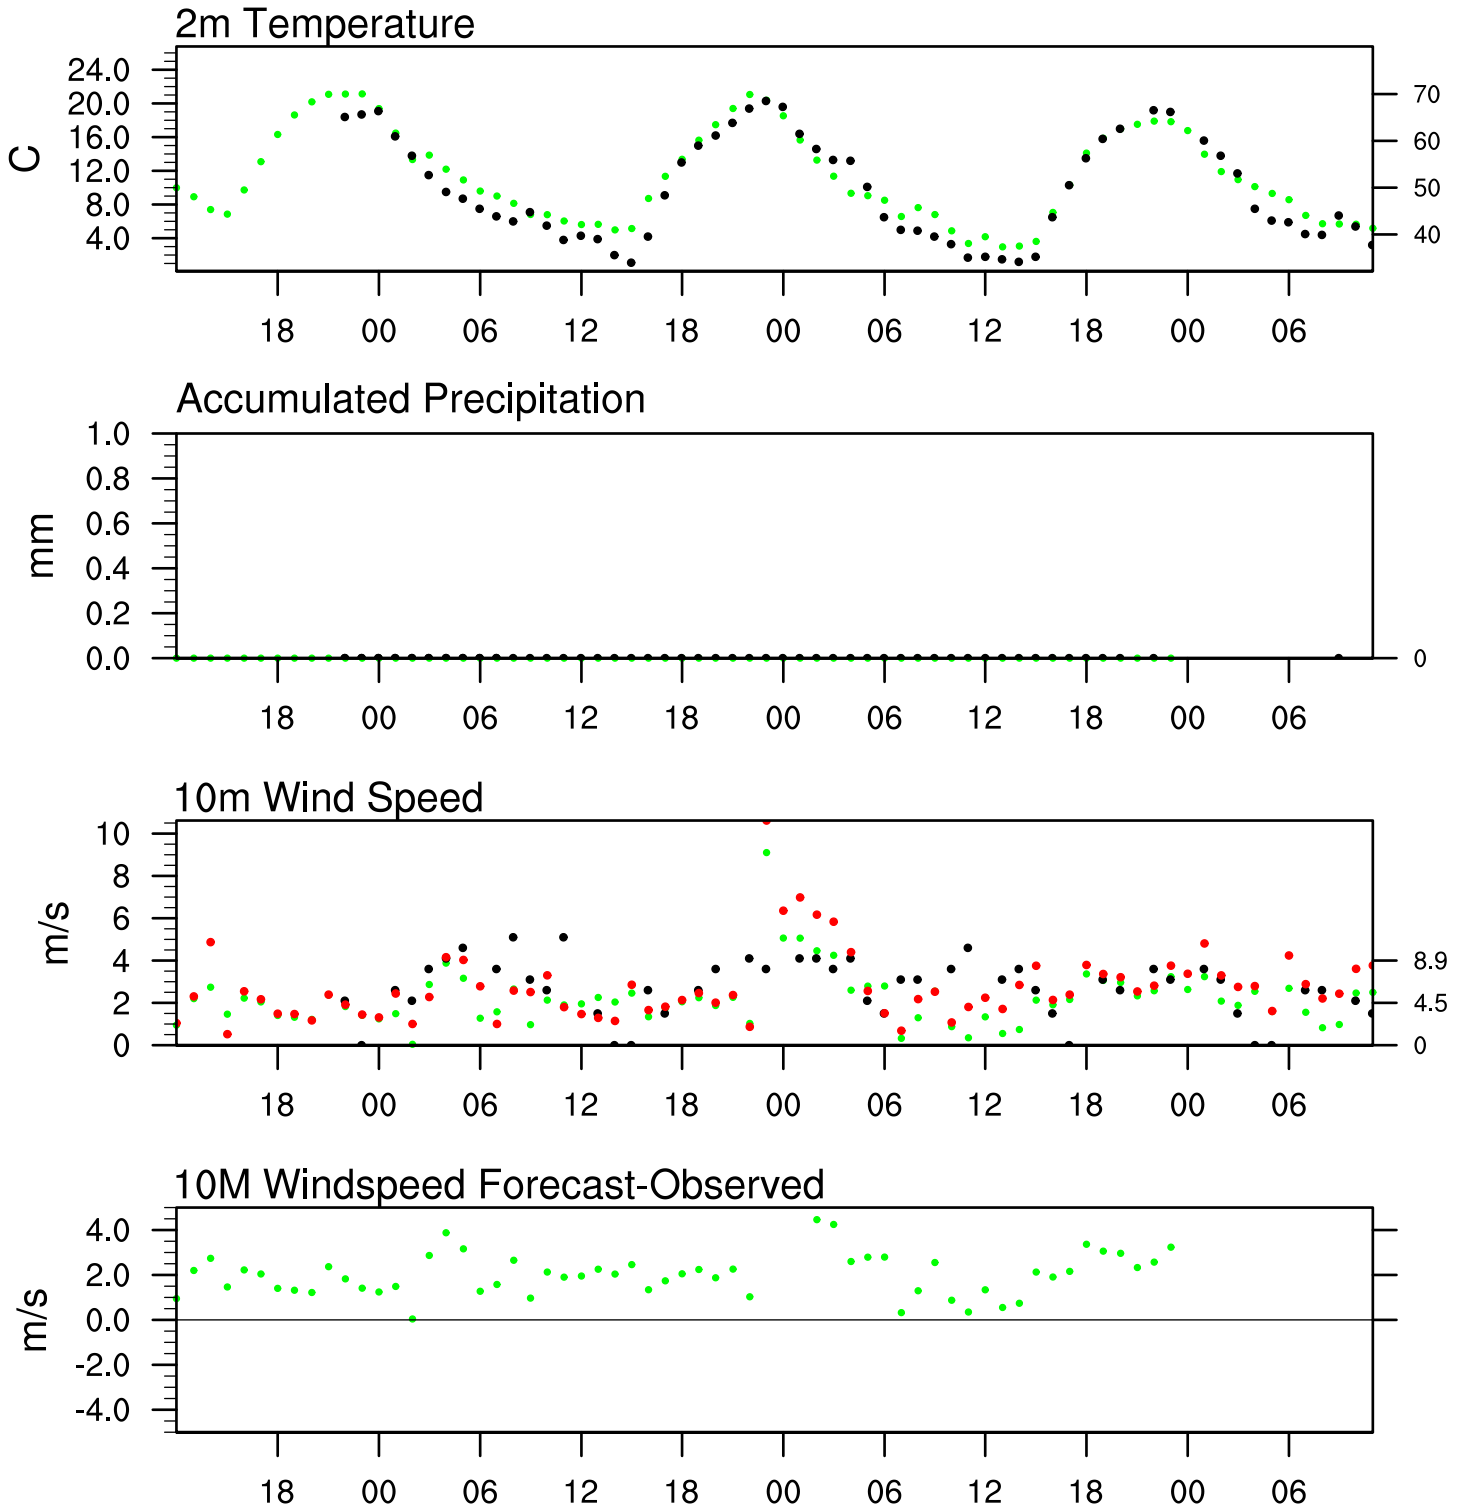 2m Temperature
24.0
20.0
16.0
12.0
8.0
4.0
C
70
60
50
40
18 00 06 12 18 00 06 12 18 00 06
Accumulated Precipitation
1.0
0.8
0.6
0.4
0.2
0.0
mm
0
18 00 06 12 18 00 06 12 18 00 06
10m Wind Speed
10
8
6
4
2
0
m/s
8.9
4.5
0
18 00 06 12 18 00 06 12 18 00 06
10M Windspeed Forecast-Observed
4.0
2.0
0.0
-2.0
-4.0
m/s
18 00 06 12 18 00 06 12 18 00 06